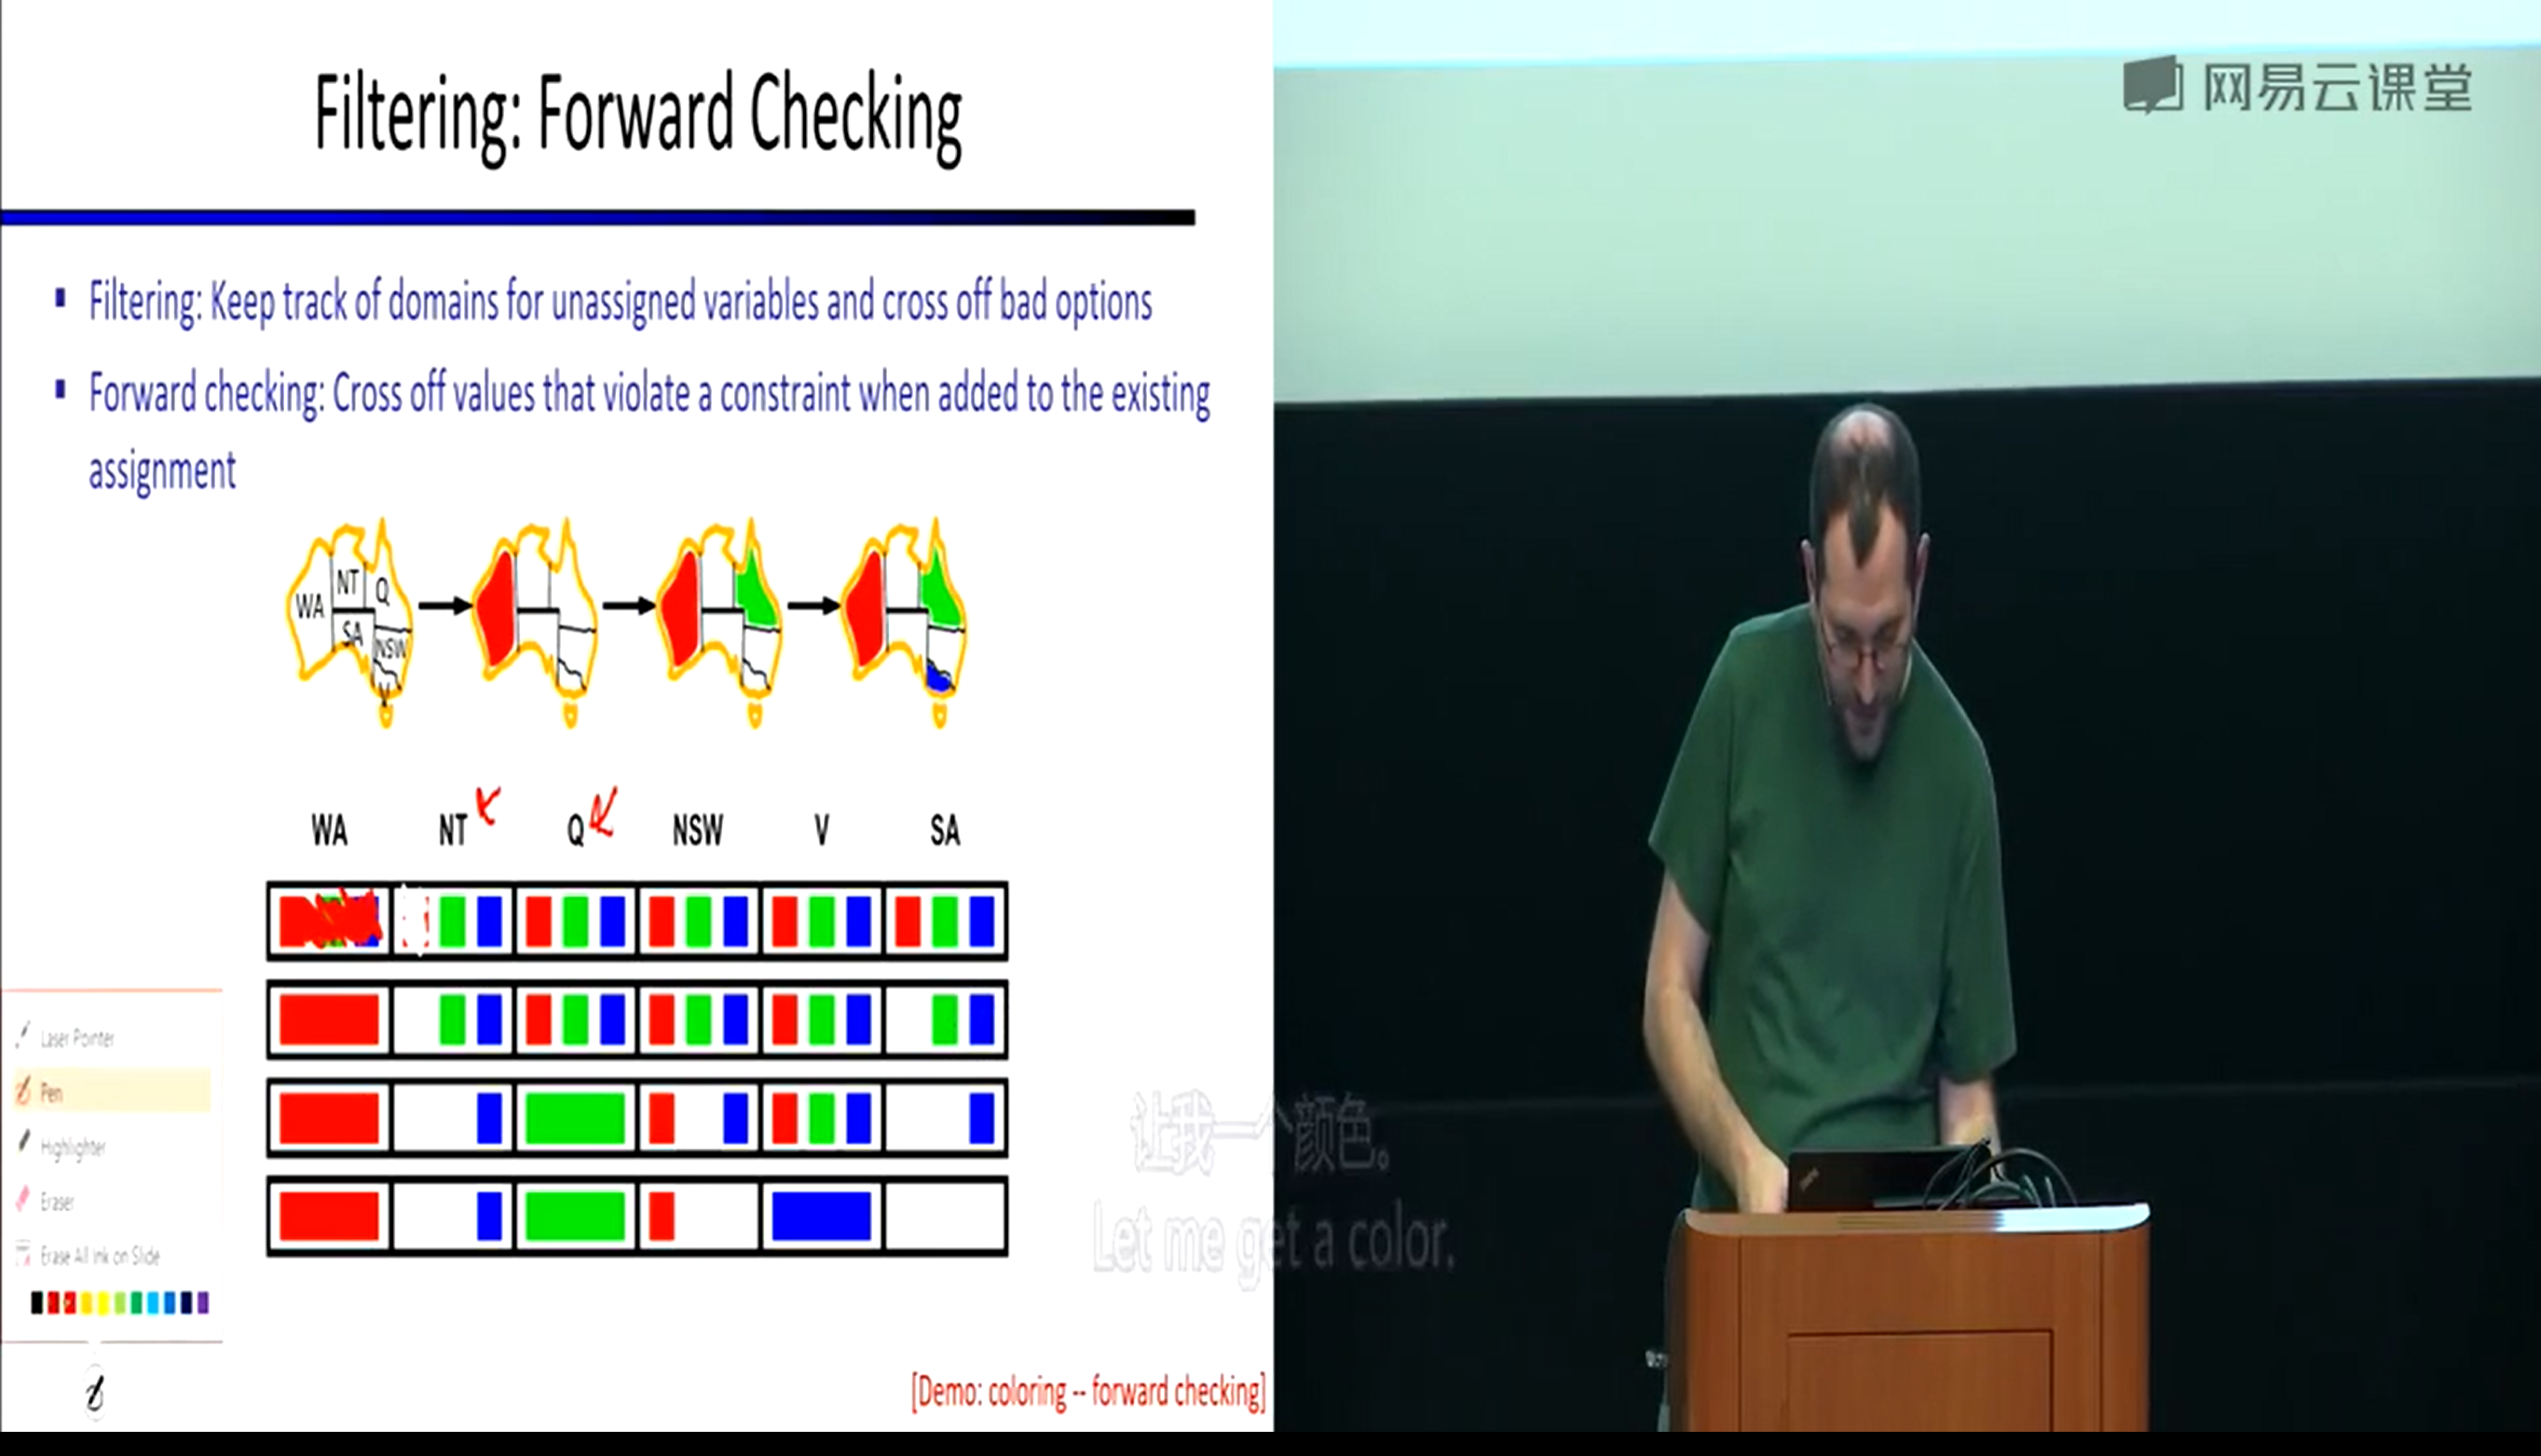 Filtering: Forward Checking
网易云课堂
Filtering: Keep track of domains for unassigned variables and cross off bad options
Forward checking: Cross off values that violate a constraint when added to the existing
assignment
WA
NT
Q
SA
NSW
V
WA NT Q NSW V SA
Laser Pointer
Pen
Highlighter
Eraser
Erase All Ink on Slide
让我一个颜色。
Let me get a color.
[Demo: coloring -- forward checking]